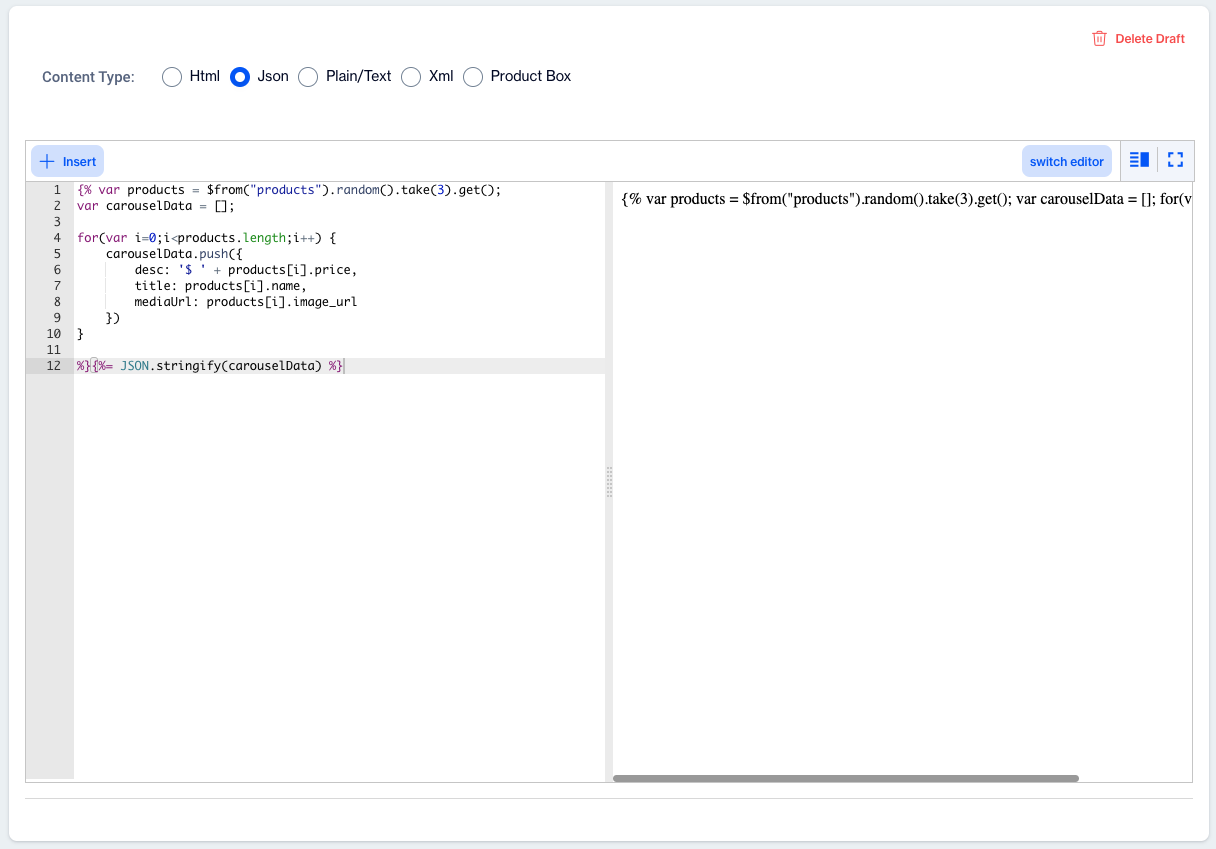 Delete Draft
Content Type: Html Json Plain/Text Xml Product Box
Insert switch editor
1 {% var products = $from("products").random().take(3).get();
2 var carouselData = [];
3
4 for(var i=0;i<products.length;i++) {
5     carouselData.push({
6         desc: '$ ' + products[i].price,
7         title: products[i].name,
8         mediaUrl: products[i].image_url
9     })
10 }
11
12 %}{%= JSON.stringify(carouselData) %}
{% var products = $from("products").random().take(3).get(); var carouselData = []; for(v